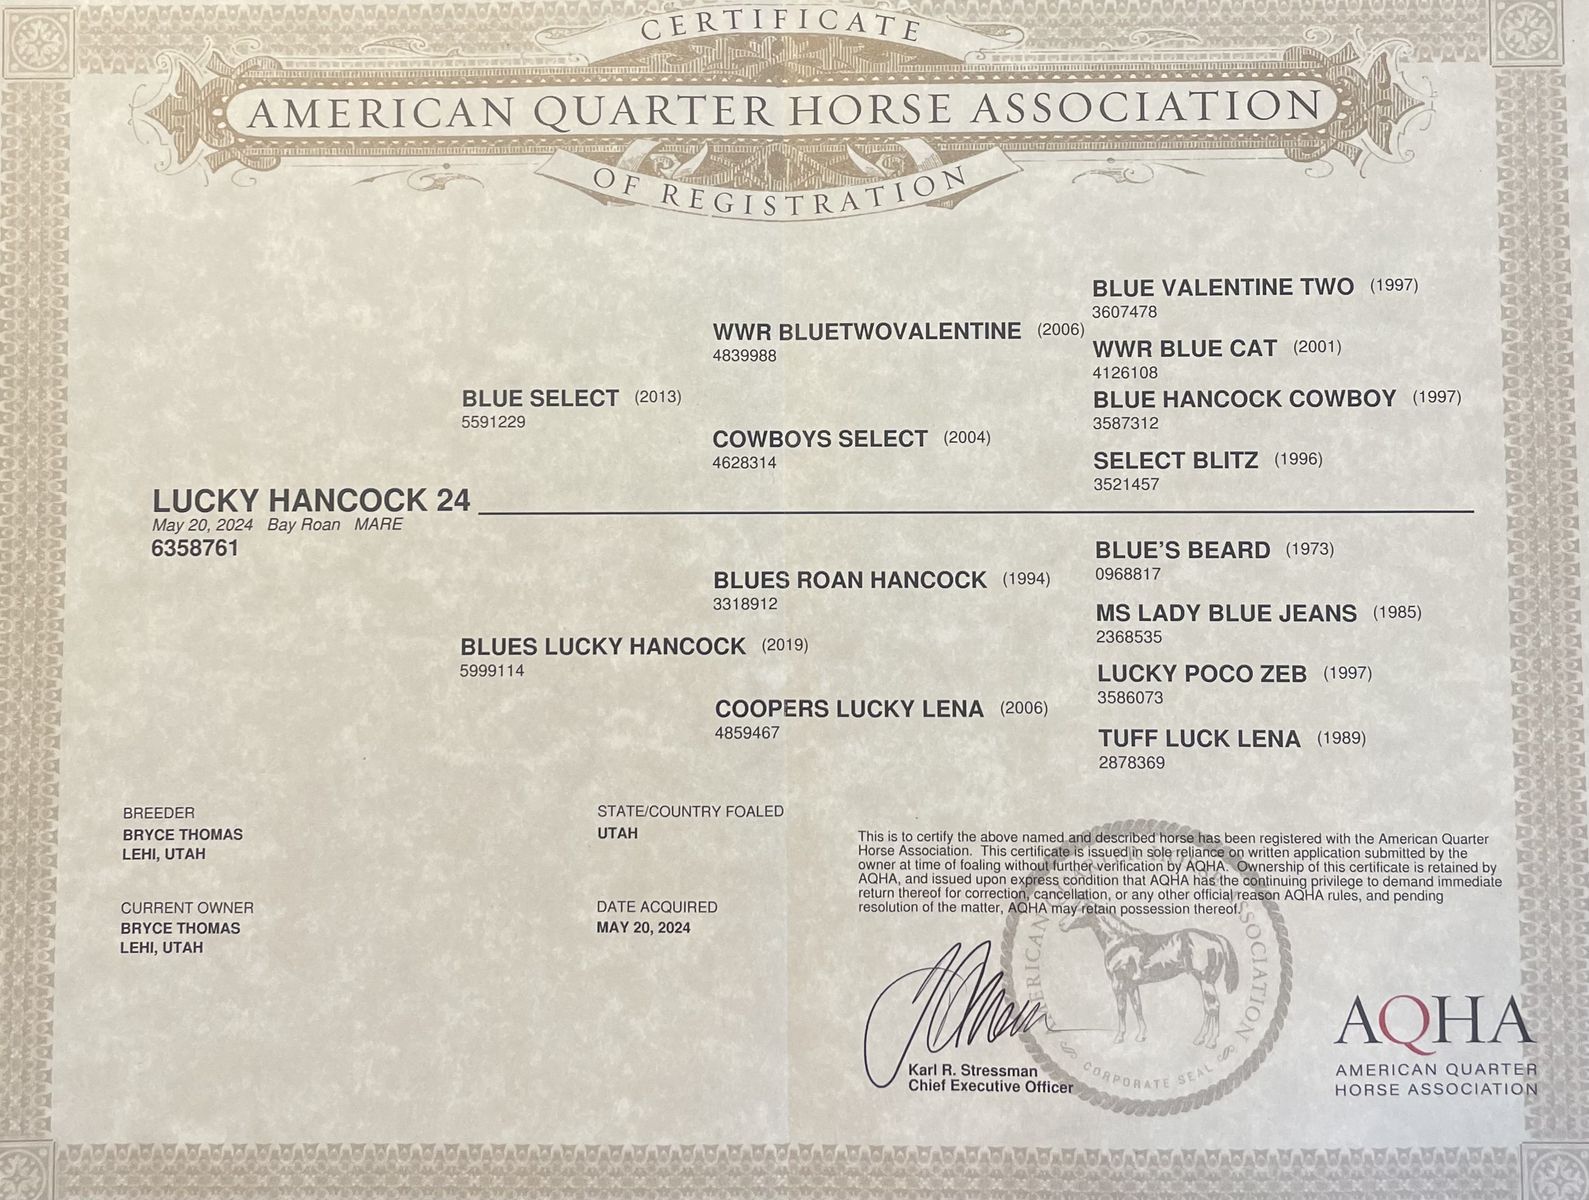 CERTIFICATE
AMERICAN QUARTER HORSE ASSOCIATION
OF REGISTRATION
BLUE VALENTINE TWO (1997)
3607478
WWR BLUETWOVALENTINE (2006)
4839988
WWR BLUE CAT (2001)
4126108
BLUE SELECT (2013)
5591229
BLUE HANCOCK COWBOY (1997)
3587312
COWBOYS SELECT (2004)
4628314
SELECT BLITZ (1996)
3521457
LUCKY HANCOCK 24
May 20, 2024 Bay Roan MARE
6358761
BLUE'S BEARD (1973)
0968817
BLUES ROAN HANCOCK (1994)
3318912
MS LADY BLUE JEANS (1985)
2368535
BLUES LUCKY HANCOCK (2019)
5999114
LUCKY POCO ZEB (1997)
3586073
COOPERS LUCKY LENA (2006)
4859467
TUFF LUCK LENA (1989)
2878369
BREEDER
BRYCE THOMAS
LEHI, UTAH
STATE/COUNTRY FOALED
UTAH
CURRENT OWNER
BRYCE THOMAS
LEHI, UTAH
DATE ACQUIRED
MAY 20, 2024
This is to certify the above named and described horse has been registered with the American Quarter
Horse Association. This certificate is issued in sole reliance on written application submitted by the
owner at time of foaling without further verification by AQHA. Ownership of this certificate is retained by
AQHA, and issued upon express condition that AQHA has the continuing privilege to demand immediate
return thereof for correction, cancellation, or any other official reason AQHA rules, and pending
resolution of the matter, AQHA may retain possession thereof.
AMERICAN QUARTER HORSE ASSOCIATION
CORPORATE SEAL
Karl R. Stressman
Chief Executive Officer
AQHA
AMERICAN QUARTER
HORSE ASSOCIATION